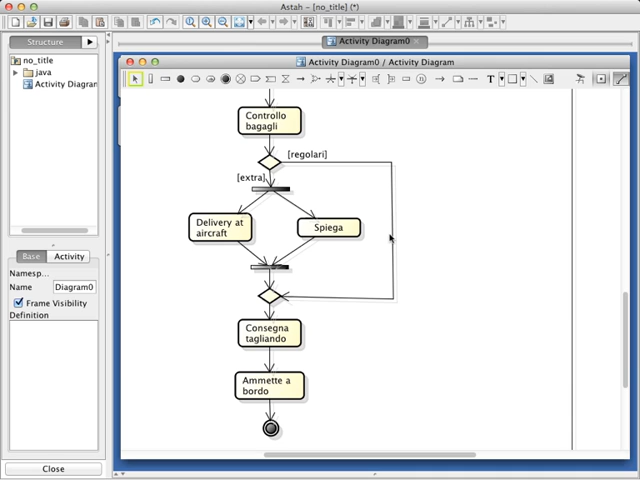 Astah - [no_title] (*)
Structure
Activity Diagram0
no_title
java
Activity Diagran
Activity Diagram0 / Activity Diagram
T
Controllo
bagagli
[regolari]
[extra]
Delivery at
aircraft
Spiega
Consegna
tagliando
Ammette a
bordo
Base
Activity
Namesp...
Name
Diagram0
Frame Visibility
Definition
Close